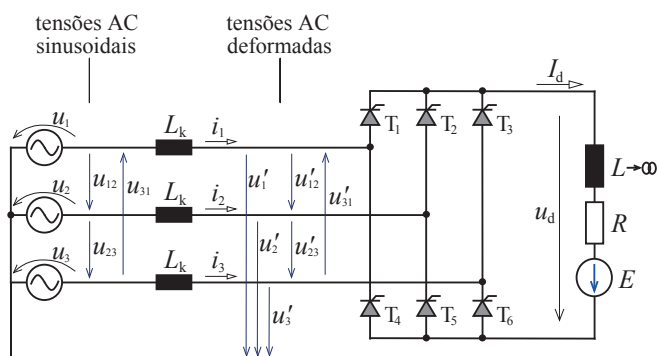 tensões AC
sinusoidais
tensões AC
deformadas
I_d
u_1
L_k
i_1
T_1
T_2
T_3
u_12
u_31
u'_1
u'_12
u'_31
L→∞
u_2
L_k
i_2
u_d
R
u_23
u'_2
u'_23
u_3
L_k
i_3
E
u'_3
T_4
T_5
T_6